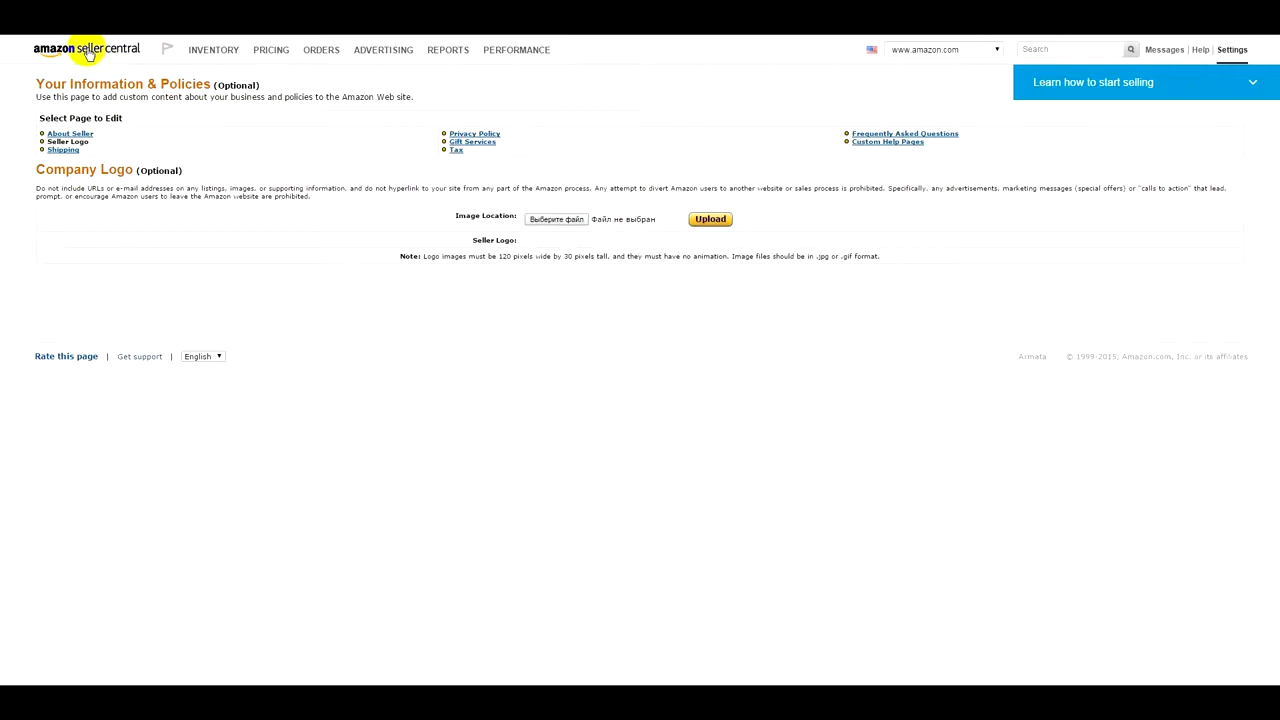 amazon seller central INVENTORY PRICING ORDERS ADVERTISING REPORTS PERFORMANCE www.amazon.com Search Messages | Help | Settings
Learn how to start selling
Your Information & Policies (Optional)
Use this page to add custom content about your business and policies to the Amazon Web site.
Select Page to Edit
About Seller Privacy Policy Frequently Asked Questions
Seller Logo Gift Services Custom Help Pages
Shipping Tax
Company Logo (Optional)
Do not include URLs or e-mail addresses on any listings, images, or supporting information, and do not hyperlink to your site from any part of the Amazon process. Any attempt to divert Amazon users to another website or sales process is prohibited. Specifically, any advertisements, marketing messages (special offers) or "calls to action" that lead,
prompt, or encourage Amazon users to leave the Amazon website are prohibited.
Image Location: Выберите файл Файл не выбран Upload
Seller Logo:
Note: Logo images must be 120 pixels wide by 30 pixels tall, and they must have no animation. Image files should be in .jpg or .gif format.
Rate this page | Get support | English Armata © 1999-2015, Amazon.com, Inc. or its affiliates